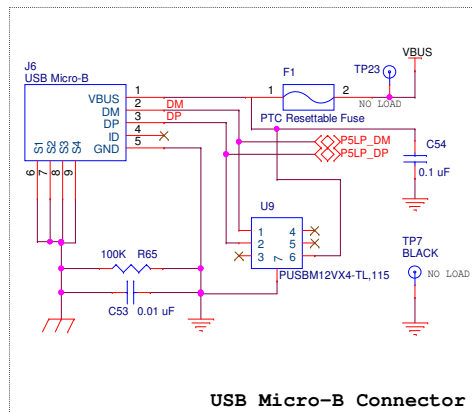 VBUS
J6
USB Micro-B
F1
TP23
1
1
2
NO LOAD
VBUS
DM
DP
ID
GND
2
3
4
5
DM
DP
PTC Resettable Fuse
P5LP_DM
P5LP_DP
C54
0.1 uF
S1
S2
S3
S4
6
7
8
9
U9
1
2
3
4
5
6
7
PUSBM12VX4-TL,115
100K
R65
C53
0.01 uF
TP7
BLACK
NO LOAD
USB Micro-B Connector